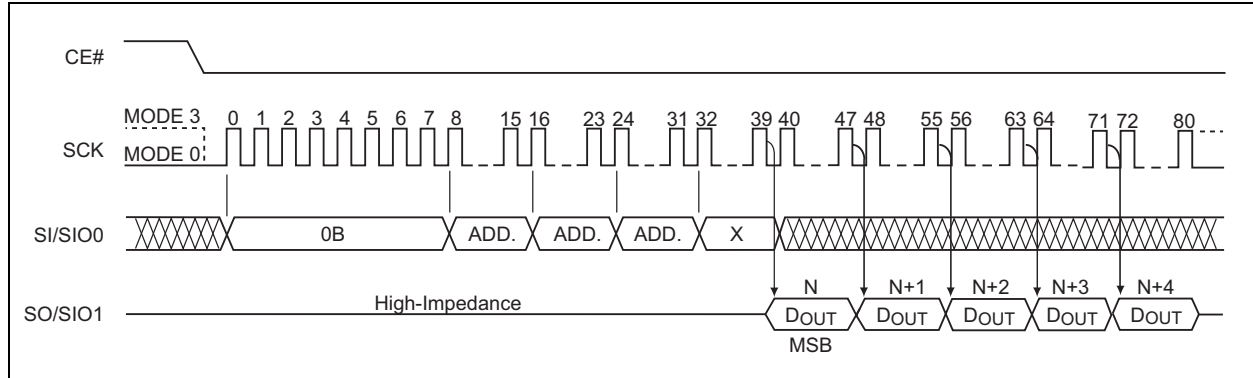 CE#
MODE 3
0 1 2 3 4 5 6 7 8 15 16 23 24 31 32 39 40 47 48 55 56 63 64 71 72 80
SCK
MODE 0
SI/SIO0
0B ADD. ADD. ADD. X
N N+1 N+2 N+3 N+4
SO/SIO1
High-Impedance
DOUT DOUT DOUT DOUT DOUT
MSB